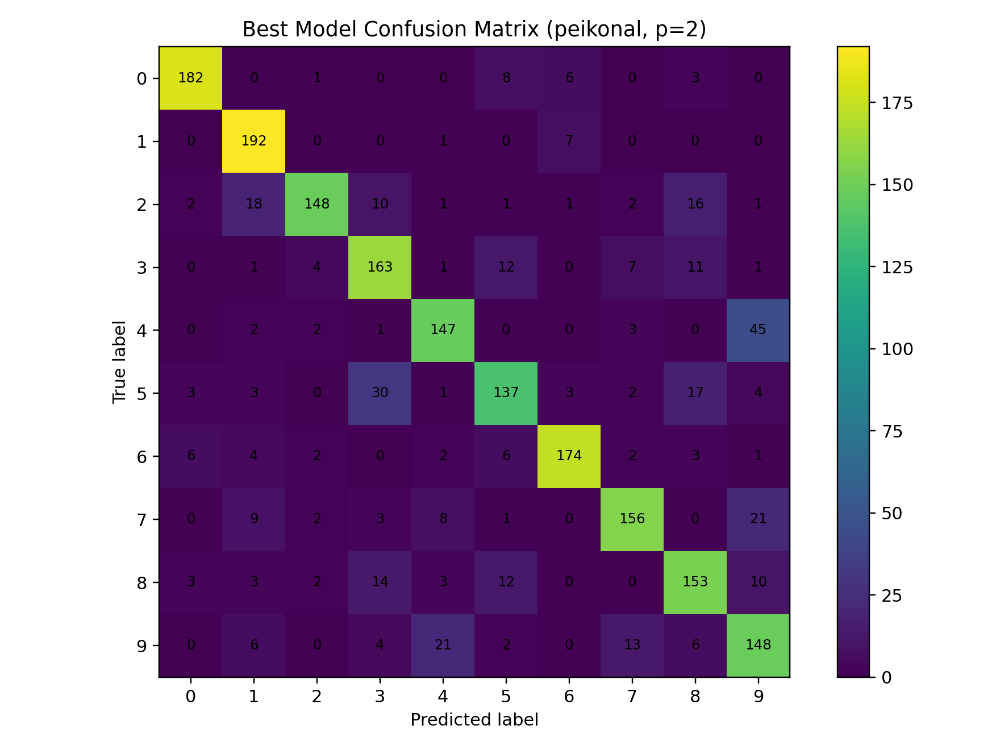 Best Model Confusion Matrix (peikonal, p=2)
0 182 0 1 0 0 8 6 0 3 0
1 0 192 0 0 1 0 7 0 0 0
2 2 18 148 10 1 1 1 2 16 1
3 0 1 4 163 1 12 0 7 11 1
4 0 2 2 1 147 0 0 3 0 45
5 3 3 0 30 1 137 3 2 17 4
6 6 4 2 0 2 6 174 2 3 1
7 0 9 2 3 8 1 0 156 0 21
8 3 3 2 14 3 12 0 0 153 10
9 0 6 0 4 21 2 0 13 6 148
0 1 2 3 4 5 6 7 8 9
Predicted label
True label
175
150
125
100
75
50
25
0